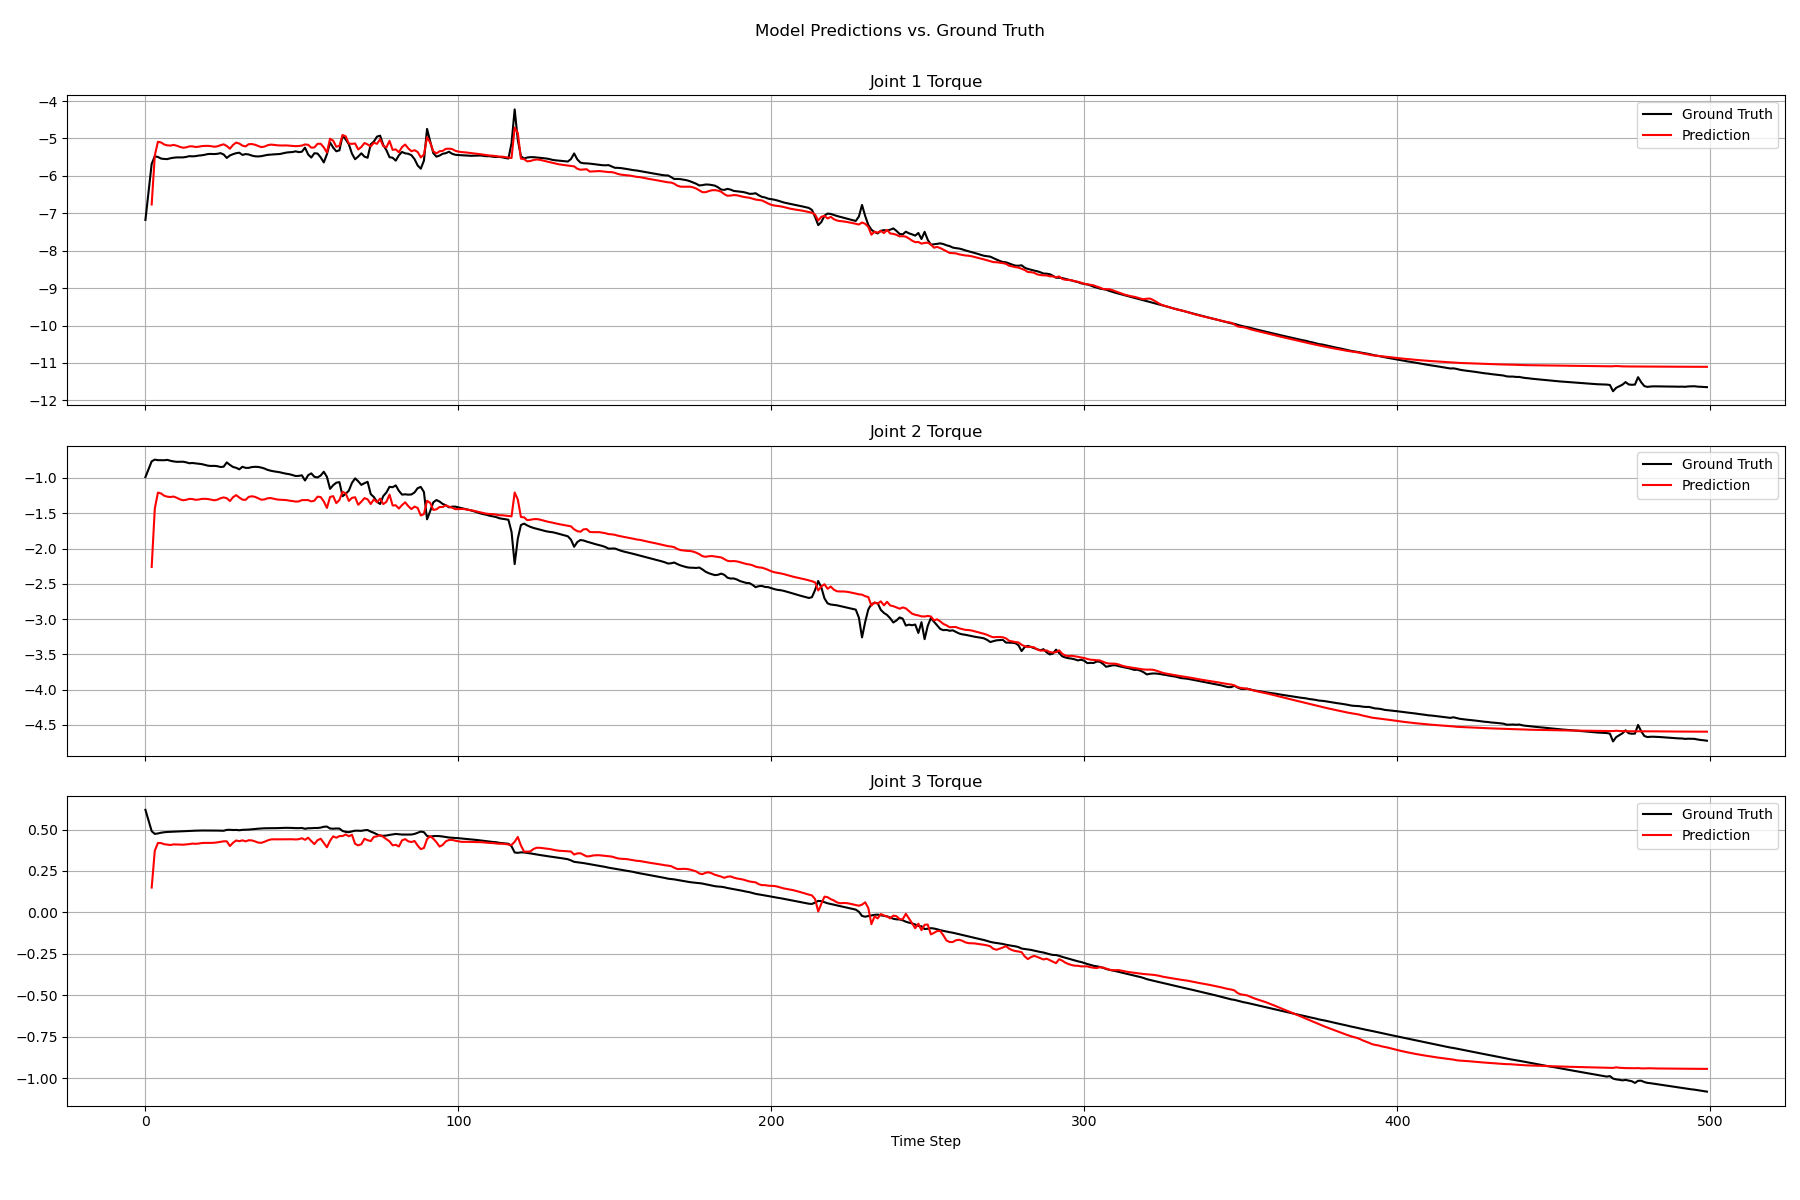 Model Predictions vs. Ground Truth
Joint 1 Torque
−4
−5
−6
−7
−8
−9
−10
−11
−12
Ground Truth
Prediction
Joint 2 Torque
−1.0
−1.5
−2.0
−2.5
−3.0
−3.5
−4.0
−4.5
Ground Truth
Prediction
Joint 3 Torque
0.50
0.25
0.00
−0.25
−0.50
−0.75
−1.00
Ground Truth
Prediction
0 100 200 300 400 500
Time Step